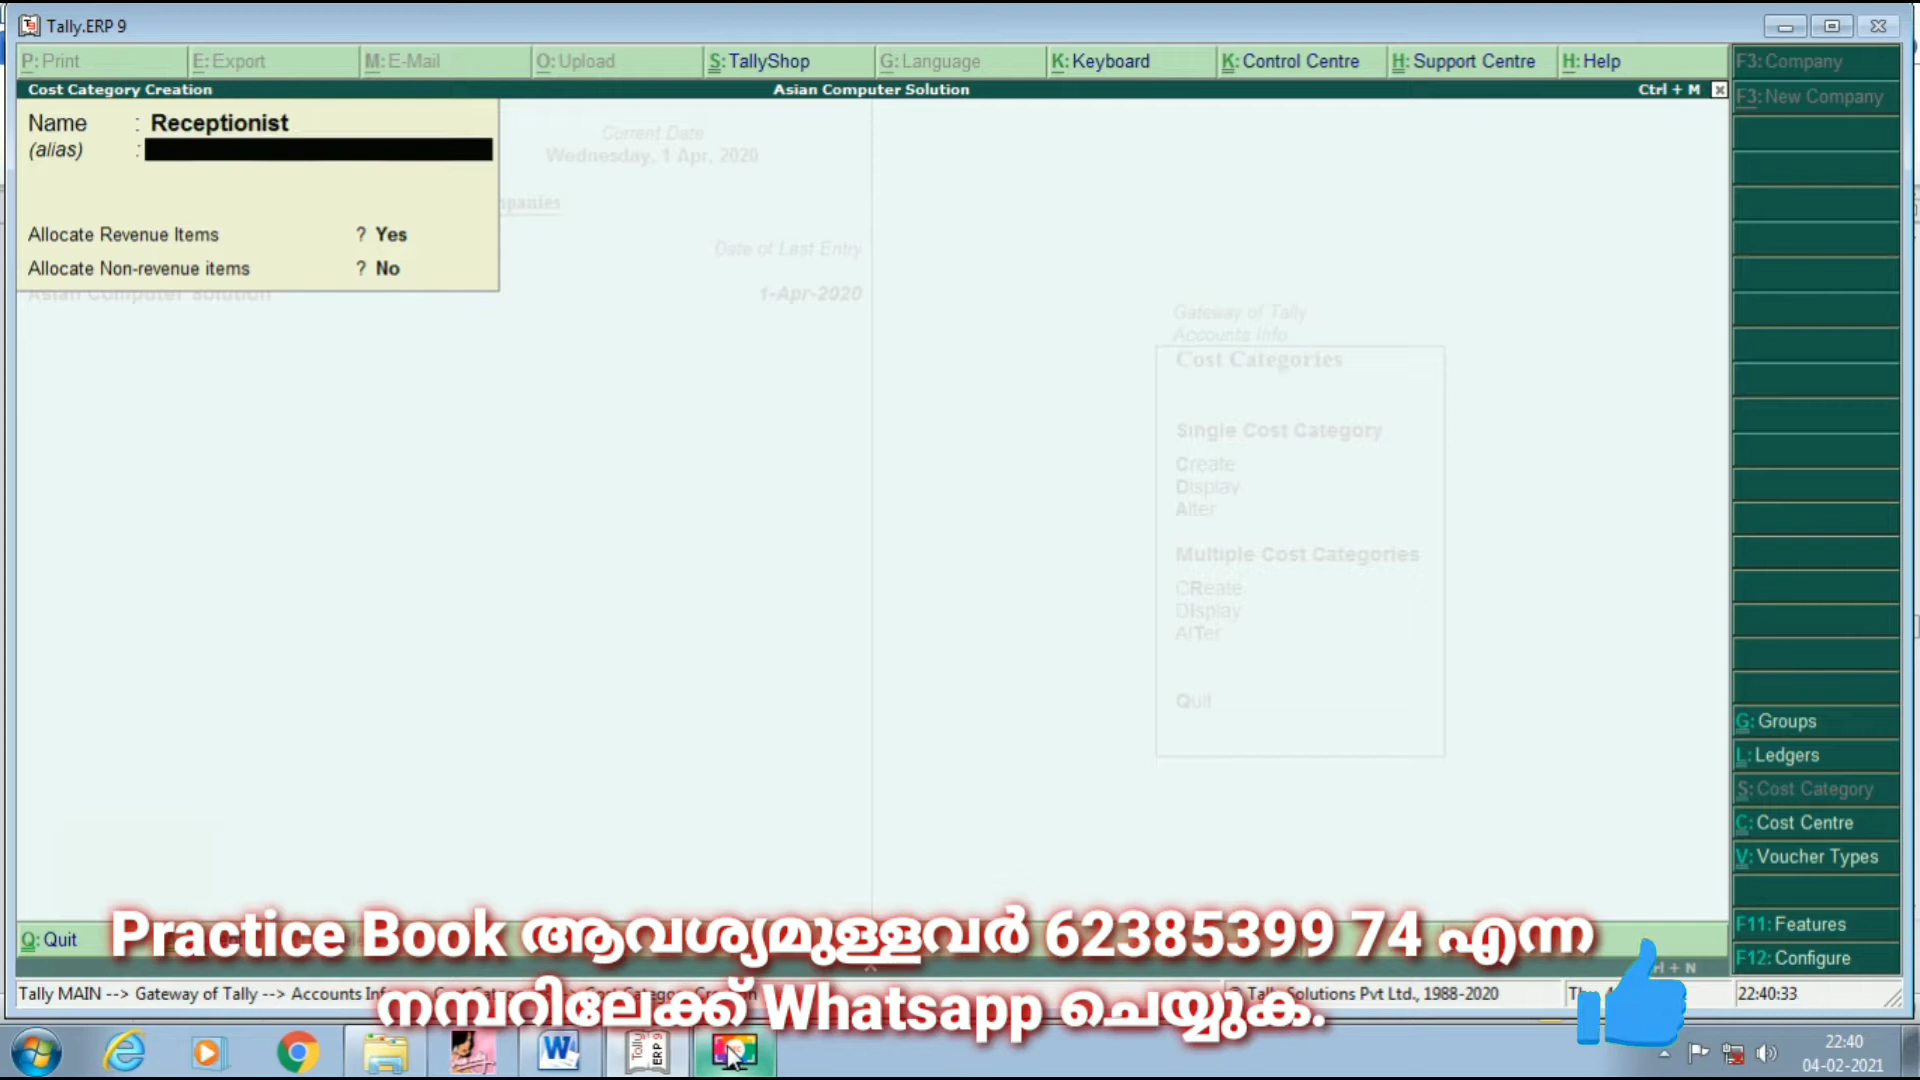 Tally.ERP 9
P: Print E: Export M: E-Mail O: Upload S: TallyShop G: Language K: Keyboard K: Control Centre H: Support Centre H: Help
F3: Company
Cost Category Creation Asian Computer Solution Ctrl + M
F3: New Company
Name : Receptionist
(alias) :
Current Date
Wednesday, 1 Apr, 2020
Allocate Revenue Items ? Yes
Date of Last Entry
Allocate Non-revenue items ? No
Asian Computer Solution 1-Apr-2020
Gateway of Tally
Accounts Info
Cost Categories
Single Cost Category
Create
Display
Alter
Multiple Cost Categories
CReate
DIsplay
AlTer
Quit
G: Groups
L: Ledgers
S: Cost Category
C: Cost Centre
V: Voucher Types
F11: Features
F12: Configure
Q: Quit
Practice Book ആവശ്യമുള്ളവർ 62385399 74 എന്ന
നമ്പറിലേക്ക് Whatsapp ചെയ്യുക.
Tally MAIN --> Gateway of Tally --> Accounts
Tally Solutions Pvt Ltd., 1988-2020
22:40:33
22:40
04-02-2021